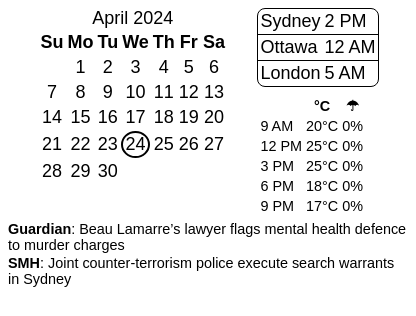 April 2024
Su Mo Tu We Th Fr Sa
1 2 3 4 5 6
7 8 9 10 11 12 13
14 15 16 17 18 19 20
21 22 23 24 25 26 27
28 29 30
Sydney 2 PM
Ottawa 12 AM
London 5 AM
°C ☂
9 AM 20°C 0%
12 PM 25°C 0%
3 PM 25°C 0%
6 PM 18°C 0%
9 PM 17°C 0%
Guardian: Beau Lamarre’s lawyer flags mental health defence
to murder charges
SMH: Joint counter-terrorism police execute search warrants
in Sydney